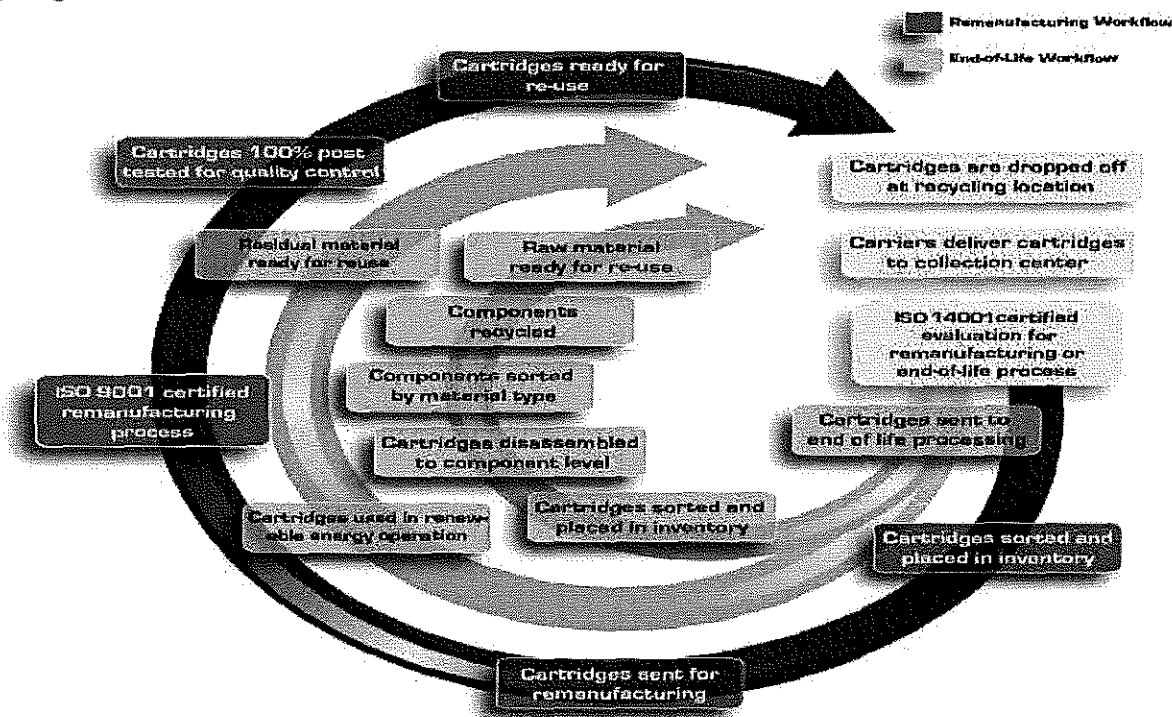 Remanufacturing Workflow
End-of-Life Workflow
Cartridges ready for
re-use
Cartridges 100% post
tested for quality control
Cartridges are dropped off
at recycling location
Residual material
ready for reuse
Raw material
ready for re-use
Carriers deliver cartridges
to collection center
Components
recycled
ISO 14001 certified
evaluation for
remanufacturing or
end-of-life process
Components sorted
by material type
ISO 9001 certified
remanufacturing
process
Cartridges sent to
end of life processing
Cartridges disassembled
to component level
Cartridges used in renew-
able energy operation
Cartridges sorted and
placed in inventory
Cartridges sorted and
placed in inventory
Cartridges sent for
remanufacturing